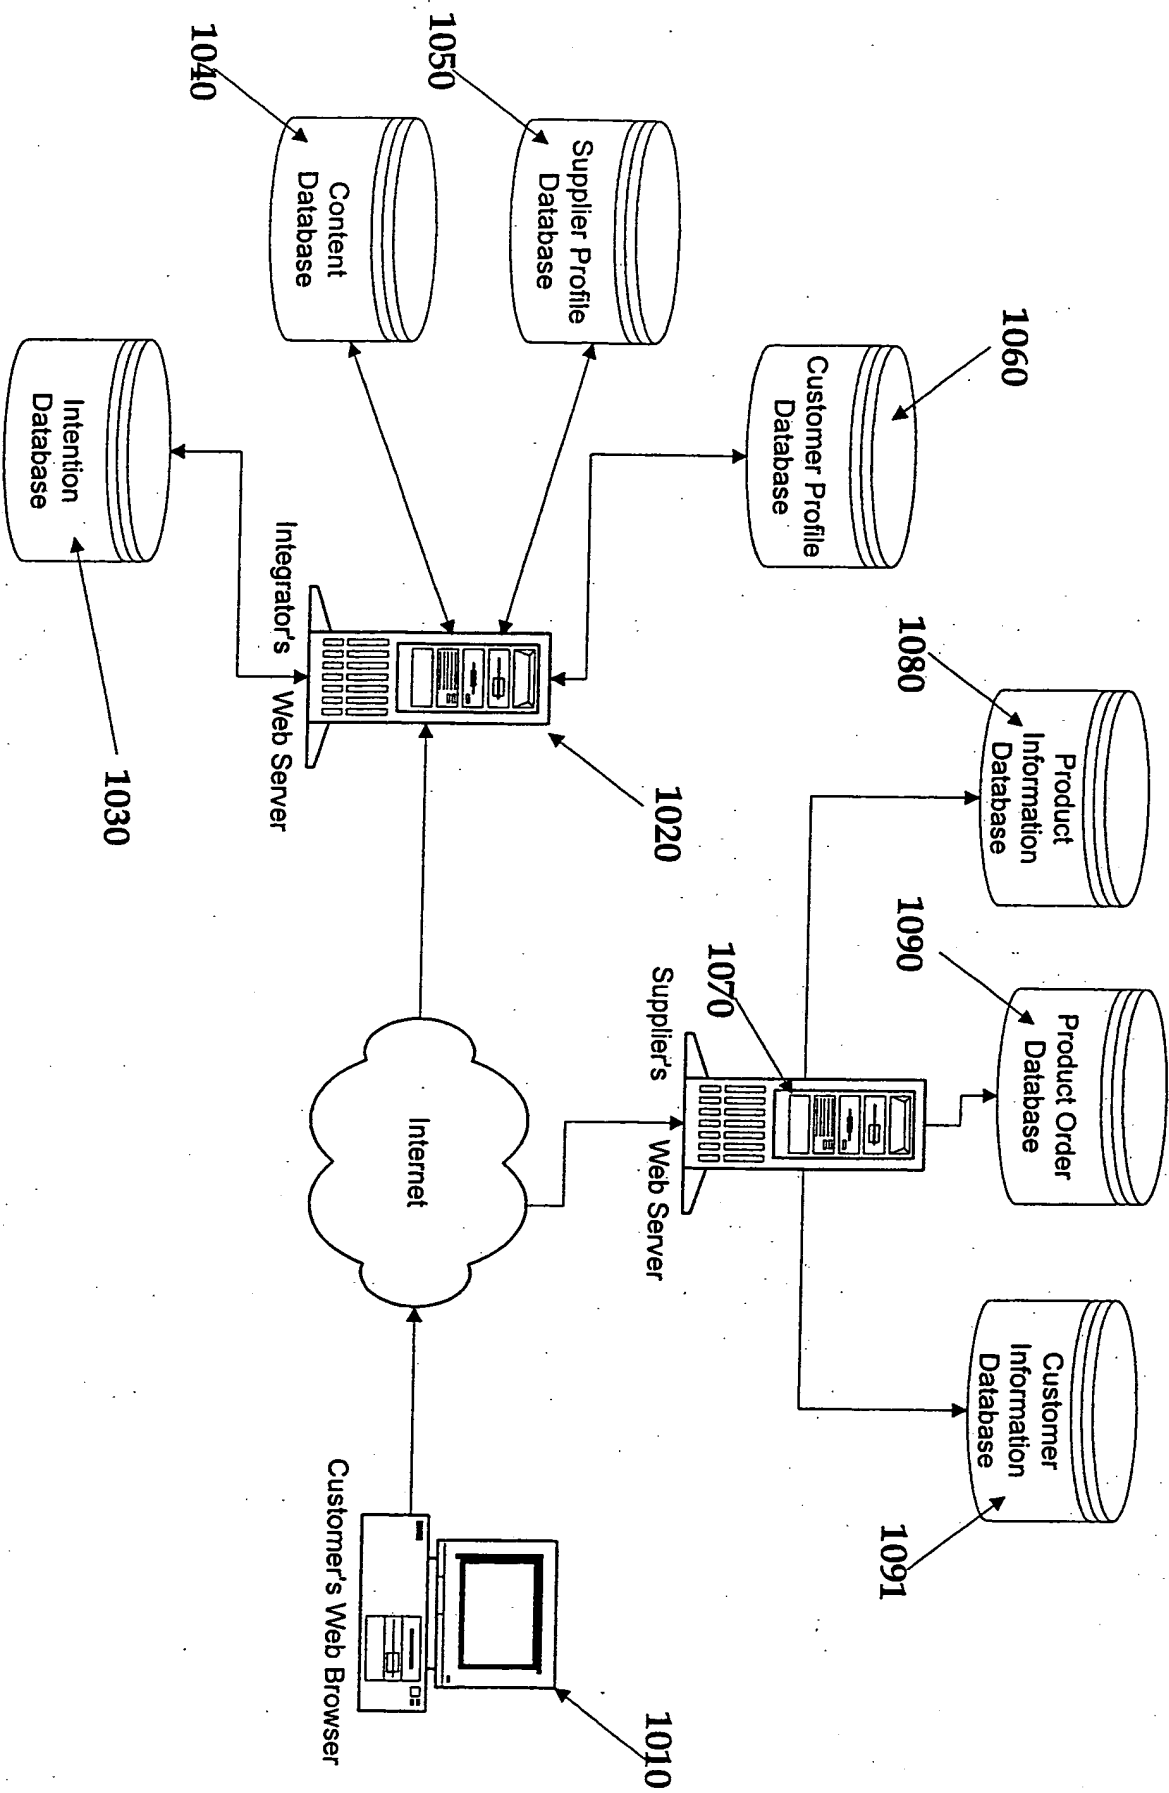 1060
Customer Profile
Database
1050
Supplier Profile
Database
1040
Content
Database
Intention
Database
1030
Integrator's
Web Server
1020
1080
Product
Information
Database
1090
Product Order
Database
Customer
Information
Database
1091
1070
Supplier's
Web Server
Internet
Customer's Web Browser
1010